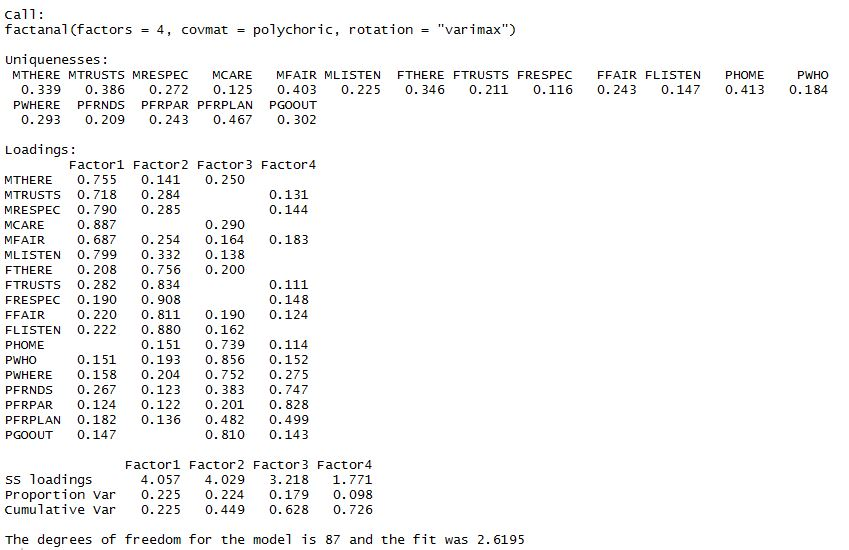 Call:
factanal(factors = 4, covmat = polychoric, rotation = "varimax")
Uniquenesses:
MTHERE MTRUSTS MRESPEC MCARE MFAIR MLISTEN FTHERE FTRUSTS FRESPEC FFAIR FLISTEN PHOME PWHO
0.339 0.386 0.272 0.125 0.403 0.225 0.346 0.211 0.116 0.243 0.147 0.413 0.184
PWHERE PFRNDS PFRPAR PFRPLAN PGOOUT
0.293 0.209 0.243 0.467 0.302
Loadings:
Factor1 Factor2 Factor3 Factor4
MTHERE 0.755 0.141 0.250
MTRUSTS 0.718 0.284 0.131
MRESPEC 0.790 0.285 0.144
MCARE 0.887 0.290
MFAIR 0.687 0.254 0.164 0.183
MLISTEN 0.799 0.332 0.138
FTHERE 0.208 0.756 0.200
FTRUSTS 0.282 0.834 0.111
FRESPEC 0.190 0.908 0.148
FFAIR 0.220 0.811 0.190 0.124
FLISTEN 0.222 0.880 0.162
PHOME 0.151 0.739 0.114
PWHO 0.151 0.193 0.856 0.152
PWHERE 0.158 0.204 0.752 0.275
PFRNDS 0.267 0.123 0.383 0.747
PFRPAR 0.124 0.122 0.201 0.828
PFRPLAN 0.182 0.136 0.482 0.499
PGOOUT 0.147 0.810 0.143
Factor1 Factor2 Factor3 Factor4
SS loadings 4.057 4.029 3.218 1.771
Proportion Var 0.225 0.224 0.179 0.098
Cumulative Var 0.225 0.449 0.628 0.726
The degrees of freedom for the model is 87 and the fit was 2.6195